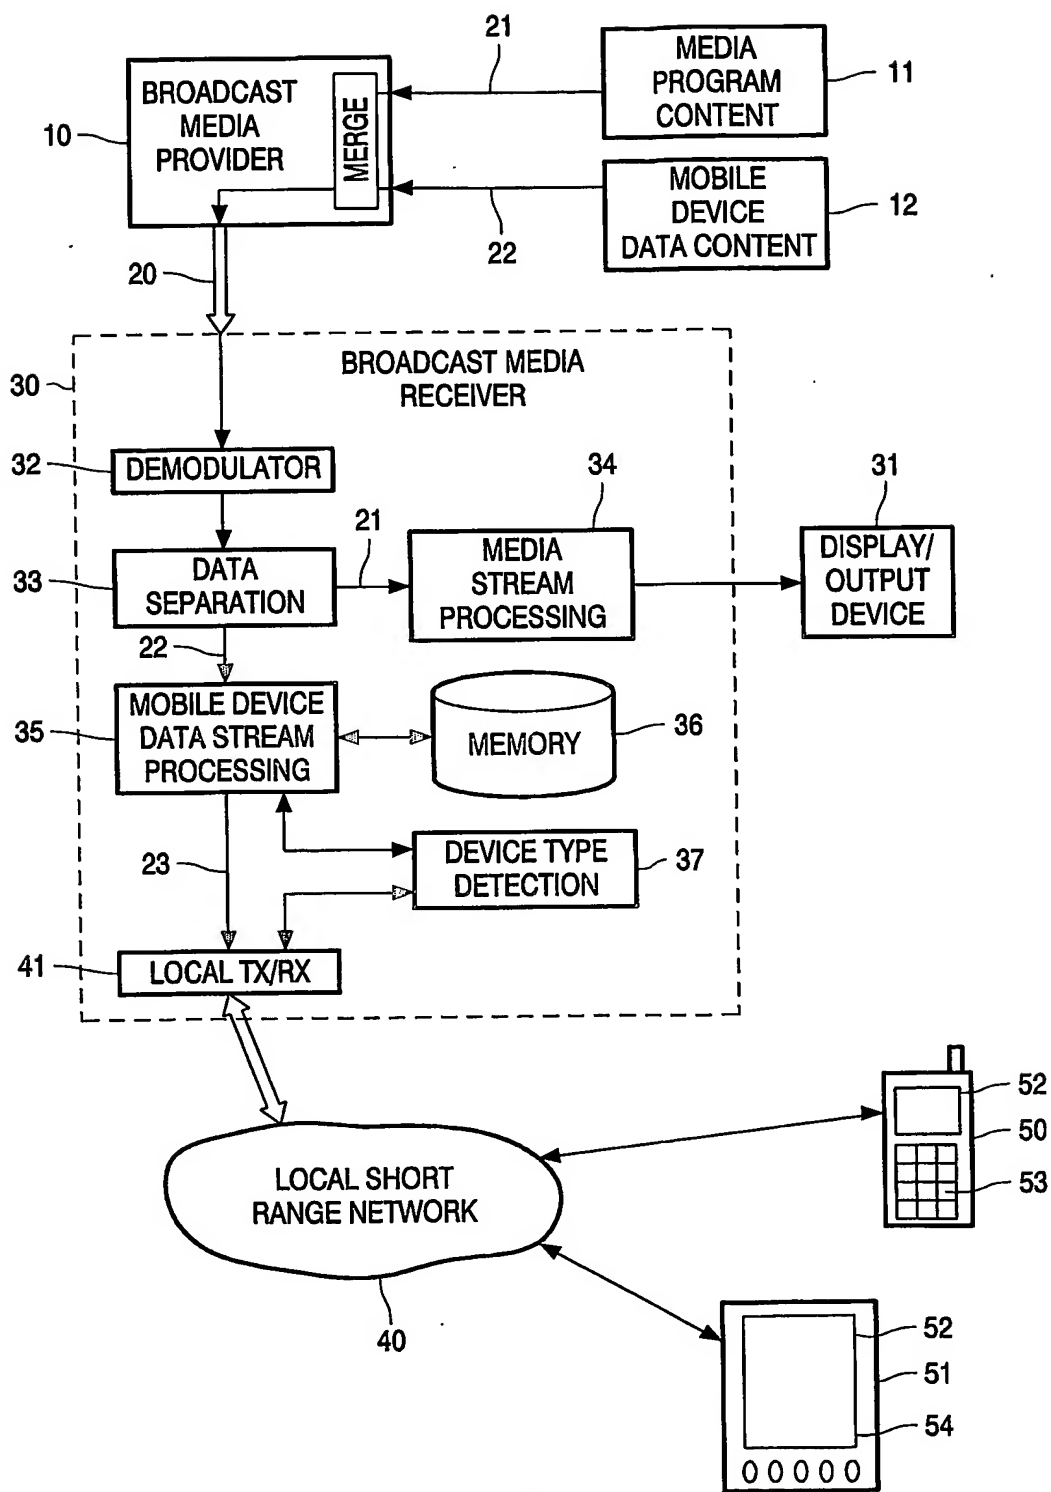 21
MEDIA
PROGRAM
CONTENT
11
BROADCAST
MEDIA
PROVIDER
MERGE
10
MOBILE
DEVICE
DATA CONTENT
12
22
20
BROADCAST MEDIA
RECEIVER
30
32
DEMODULATOR
34
31
21
33
DATA
SEPARATION
MEDIA
STREAM
PROCESSING
DISPLAY/
OUTPUT
DEVICE
22
35
MOBILE DEVICE
DATA STREAM
PROCESSING
MEMORY
36
23
DEVICE TYPE
DETECTION
37
41
LOCAL TX/RX
52
50
53
LOCAL SHORT
RANGE NETWORK
40
52
51
54